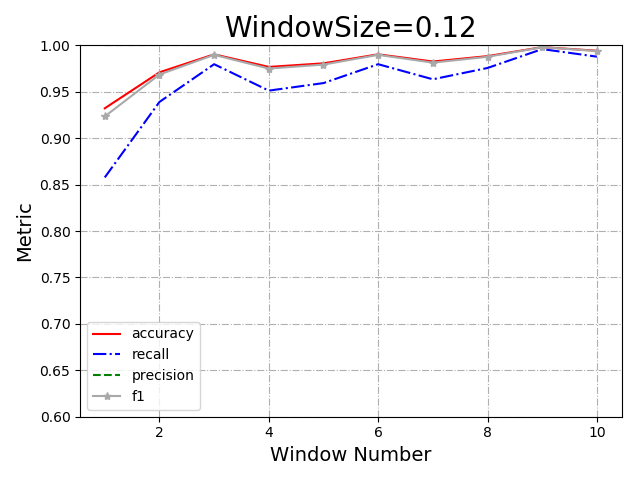 WindowSize=0.12
Metric
1.00
0.95
0.90
0.85
0.80
0.75
0.70
0.65
0.60
accuracy
recall
precision
f1
2 4 6 8 10
Window Number